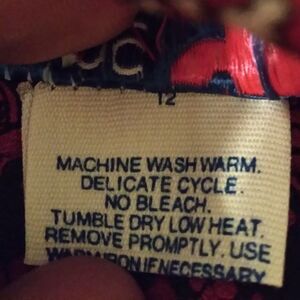 12
MACHINE WASH WARM.
DELICATE CYCLE.
NO BLEACH.
TUMBLE DRY LOW HEAT.
REMOVE PROMPTLY. USE
WARM IRON IF NECESSARY